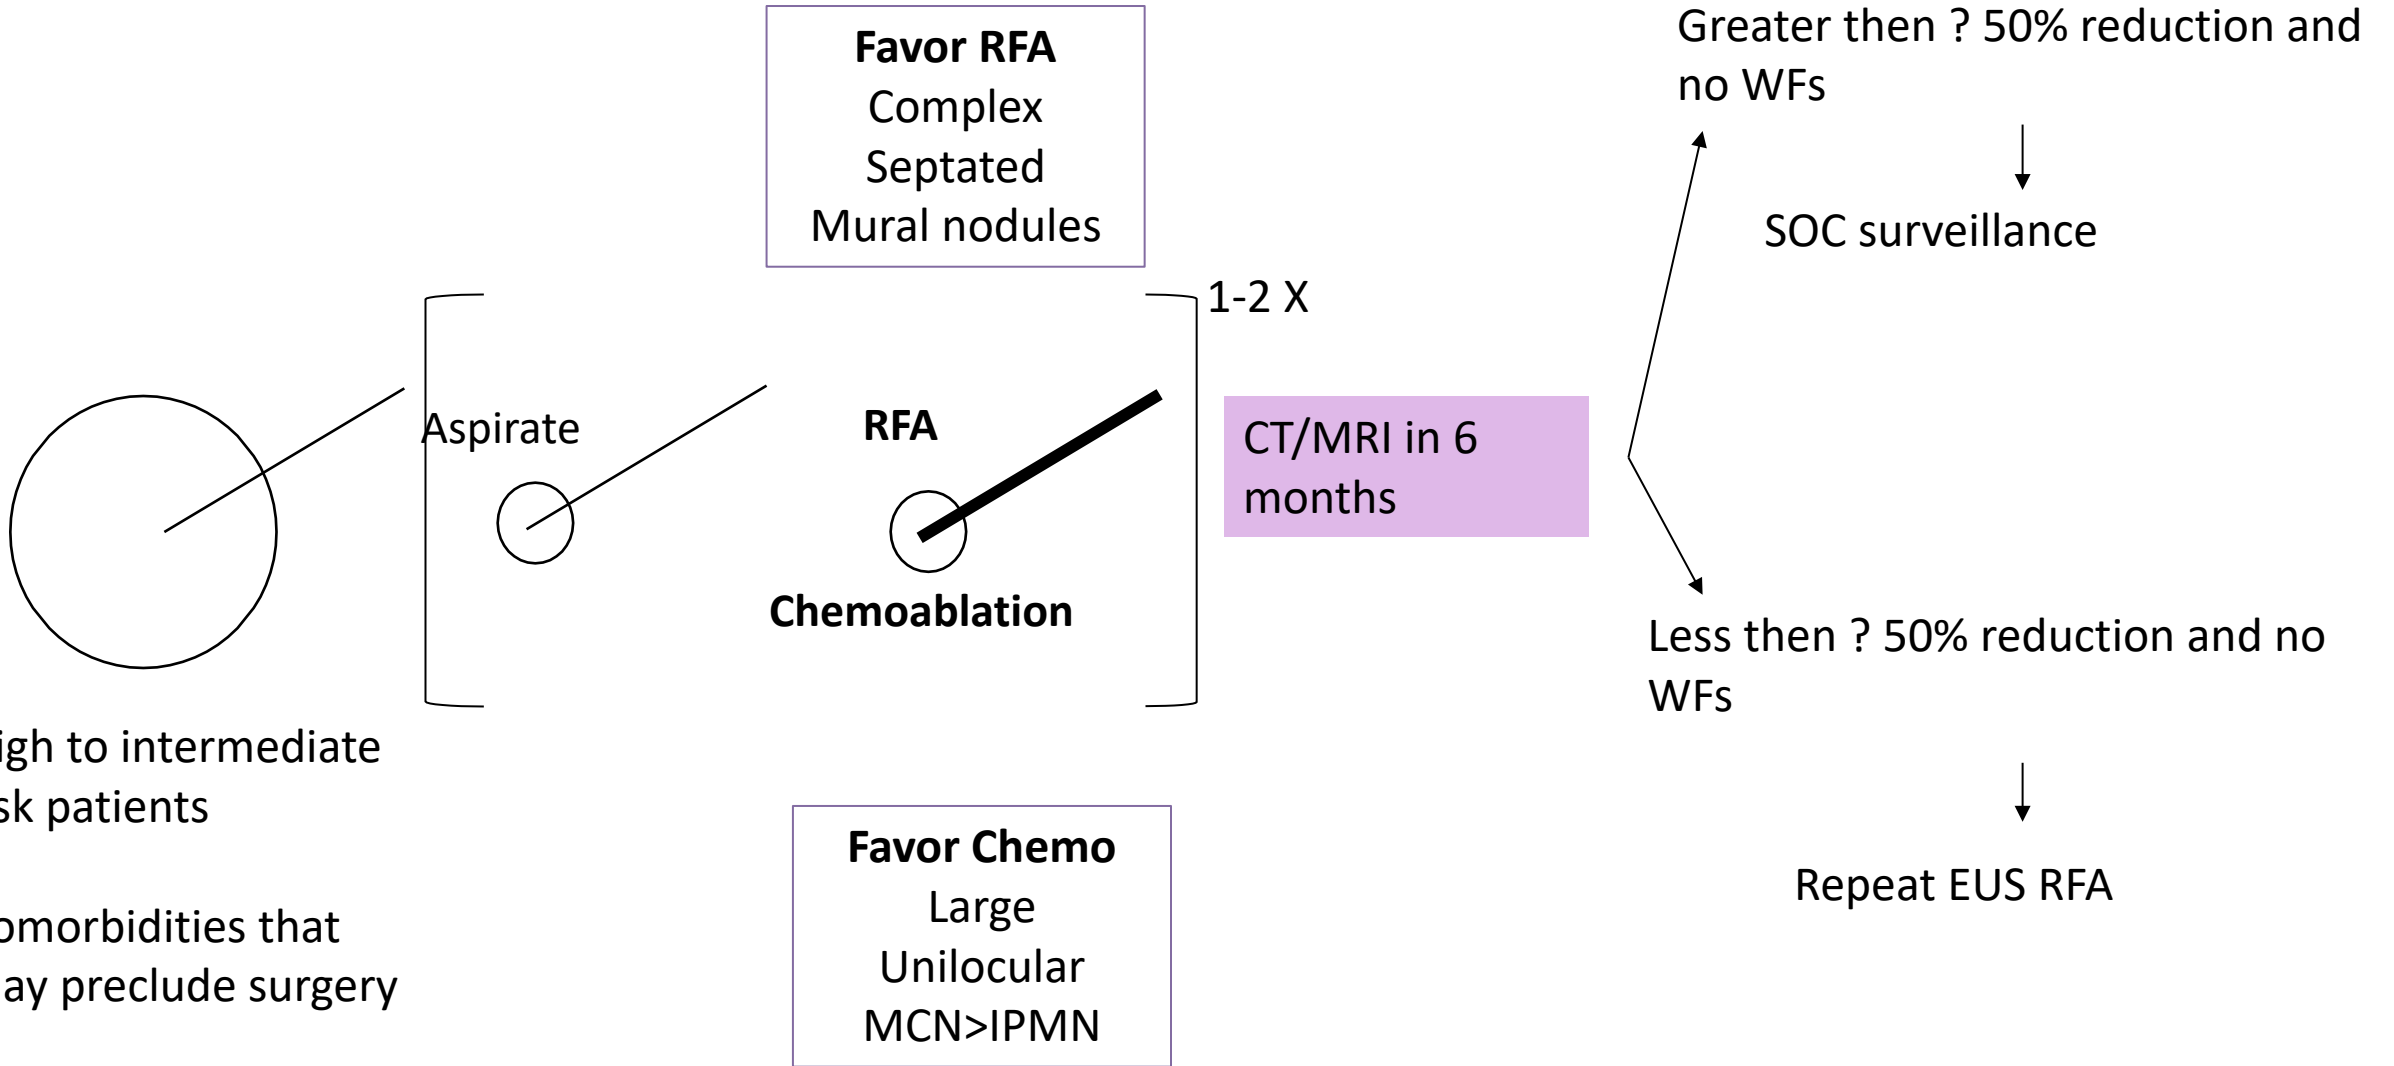 Favor RFA
Complex
Septated
Mural nodules
1-2 X
Aspirate
RFA
Chemoablation
igh to intermediate
sk patients
omorbidities that
ay preclude surgery
Favor Chemo
Large
Unilocular
MCN>IPMN
CT/MRI in 6
months
Greater then ? 50% reduction and
no WFs
SOC surveillance
Less then ? 50% reduction and no
WFs
Repeat EUS RFA